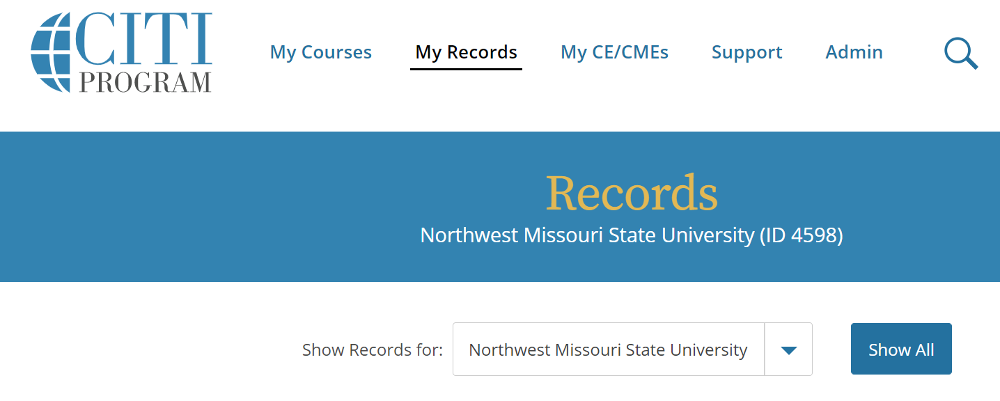 CITI
PROGRAM
My Courses My Records My CE/CMEs Support Admin
Records
Northwest Missouri State University (ID 4598)
Show Records for: Northwest Missouri State University Show All